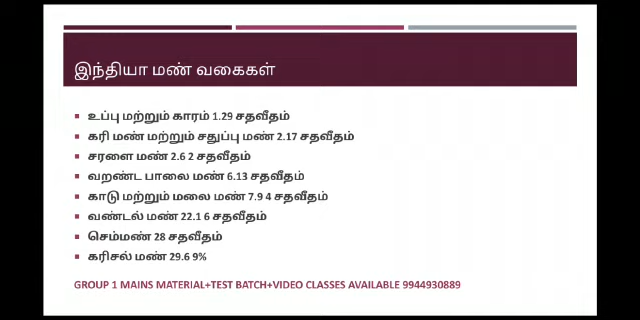 இந்தியா மண் வகைகள்
உப்பு மற்றும் காரம் 1.29 சதவீதம்
கரி மண் மற்றும் சதுப்பு மண் 2.17 சதவீதம்
சரளை மண் 2.6 2 சதவீதம்
வறண்ட பாலை மண் 6.13 சதவீதம்
காடு மற்றும் மலை மண் 7.9 4 சதவீதம்
வண்டல் மண் 22.1 6 சதவீதம்
செம்மண் 28 சதவீதம்
கரிசல் மண் 29.6 9%
GROUP 1 MAINS MATERIAL+TEST BATCH+VIDEO CLASSES AVAILABLE 9944930889